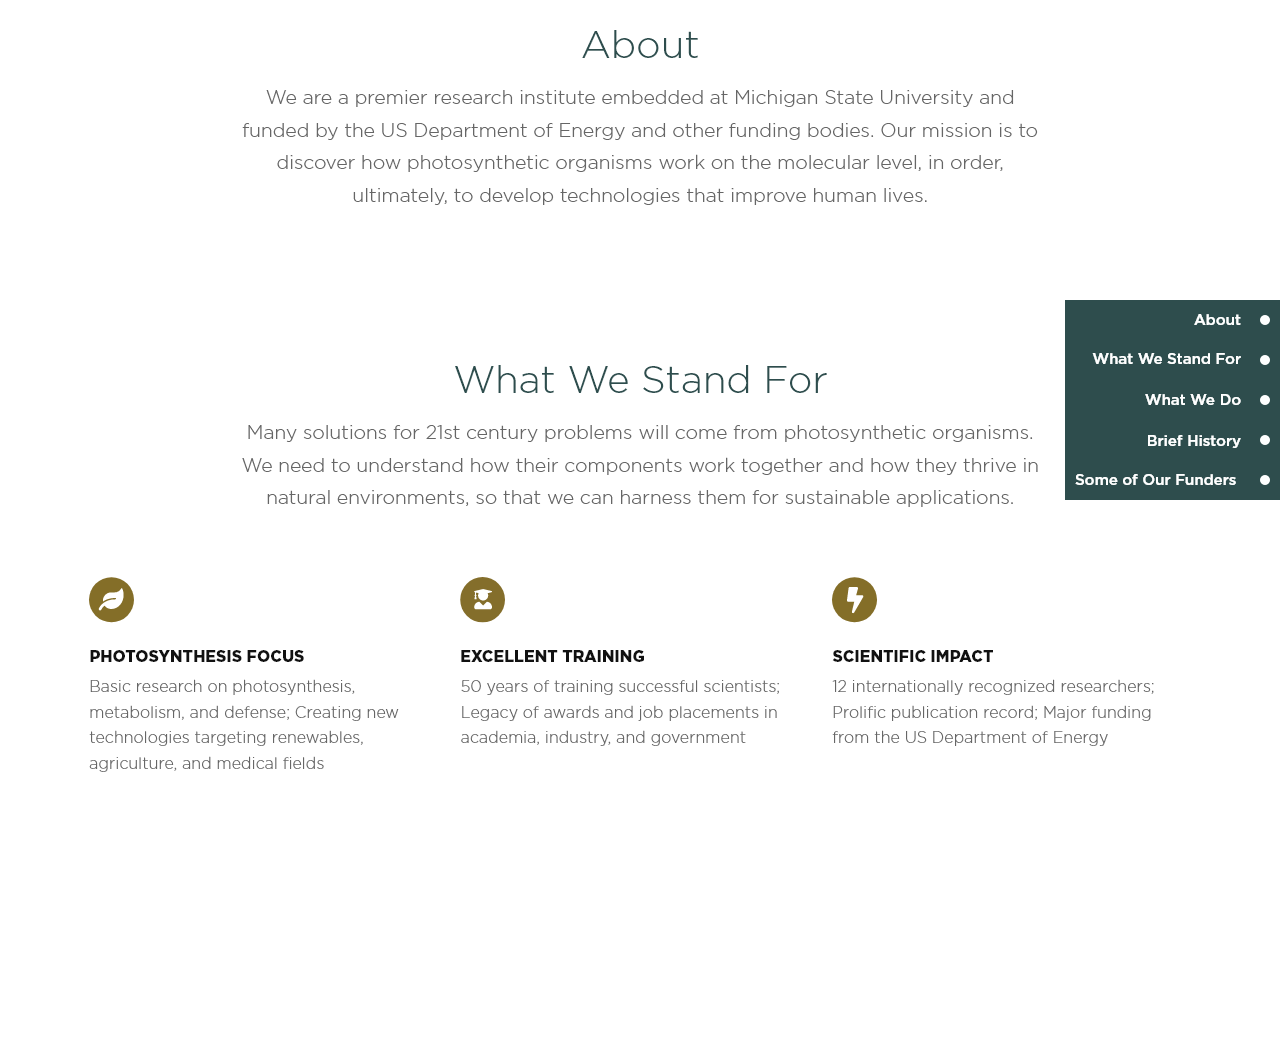 About
We are a premier research institute embedded at Michigan State University and
funded by the US Department of Energy and other funding bodies. Our mission is to
discover how photosynthetic organisms work on the molecular level, in order,
ultimately, to develop technologies that improve human lives.
About
What We Stand For
What We Do
Brief History
Some of Our Funders
What We Stand For
Many solutions for 21st century problems will come from photosynthetic organisms.
We need to understand how their components work together and how they thrive in
natural environments, so that we can harness them for sustainable applications.
PHOTOSYNTHESIS FOCUS
Basic research on photosynthesis,
metabolism, and defense; Creating new
technologies targeting renewables,
agriculture, and medical fields
EXCELLENT TRAINING
50 years of training successful scientists;
Legacy of awards and job placements in
academia, industry, and government
SCIENTIFIC IMPACT
12 internationally recognized researchers;
Prolific publication record; Major funding
from the US Department of Energy